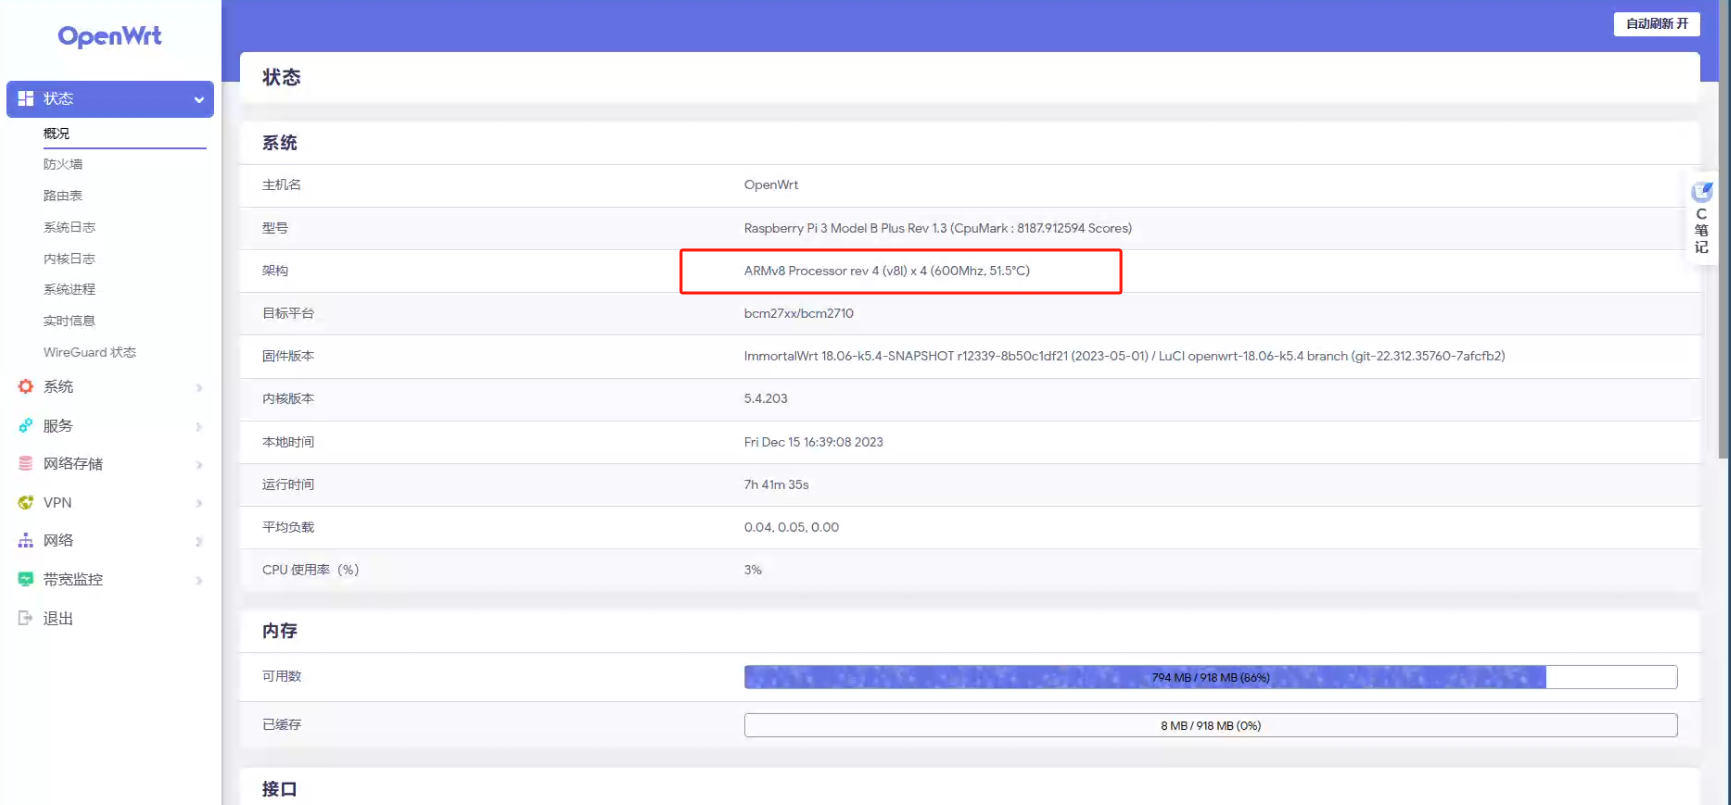 OpenWrt
自动刷新 开
状态
概况
防火墙
路由表
系统日志
内核日志
系统进程
实时信息
WireGuard 状态
系统
服务
网络存储
VPN
网络
带宽监控
退出
状态
系统
主机名 OpenWrt
型号 Raspberry Pi 3 Model B Plus Rev 1.3 (CpuMark : 8187.912594 Scores)
架构 ARMv8 Processor rev 4 (v8l) x 4 (600Mhz, 51.5°C)
目标平台 bcm27xx/bcm2710
固件版本 ImmortalWrt 18.06-k5.4-SNAPSHOT r12339-8b50c1df21 (2023-05-01) / LuCI openwrt-18.06-k5.4 branch (git-22.312.35760-7afcfb2)
内核版本 5.4.203
本地时间 Fri Dec 15 16:39:08 2023
运行时间 7h 41m 35s
平均负载 0.04, 0.05, 0.00
CPU 使用率（%） 3%
内存
可用数 794 MB / 918 MB (86%)
已缓存 8 MB / 918 MB (0%)
接口
C
笔
记